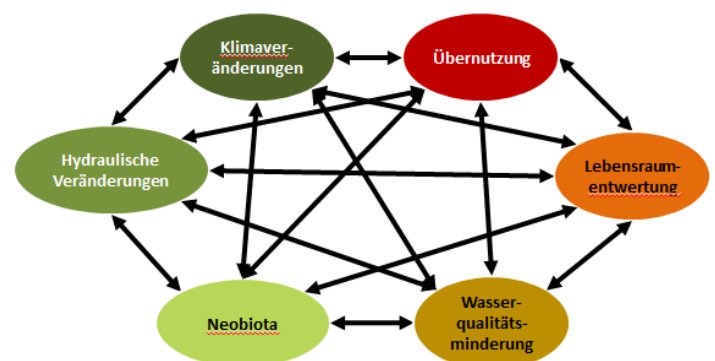 Klimaver-
änderungen
Übernutzung
Hydraulische
Veränderungen
Lebensraum-
entwertung
Neobiota
Wasser-
qualitäts-
minderung